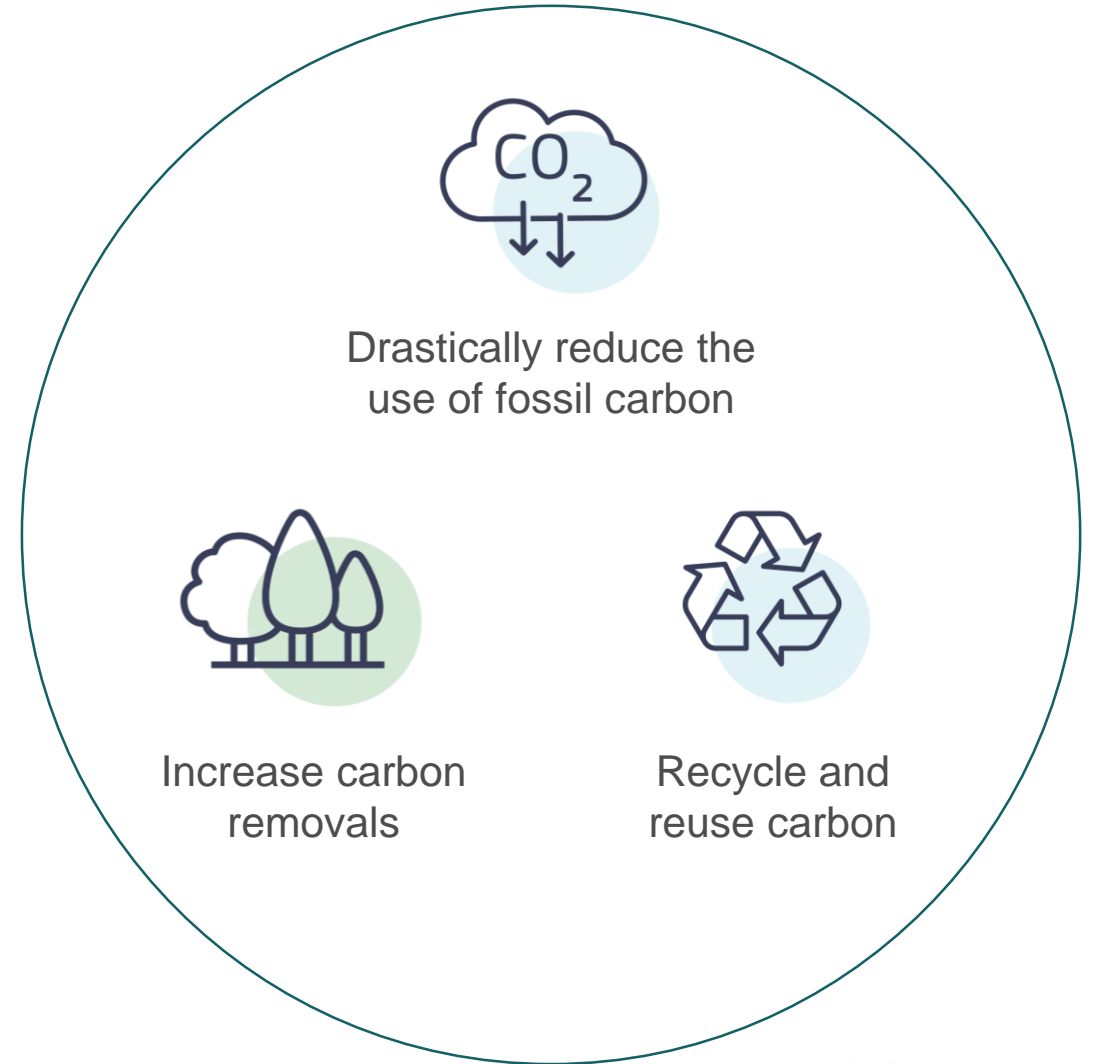 CO₂
Drastically reduce the
use of fossil carbon
Increase carbon
removals
Recycle and
reuse carbon